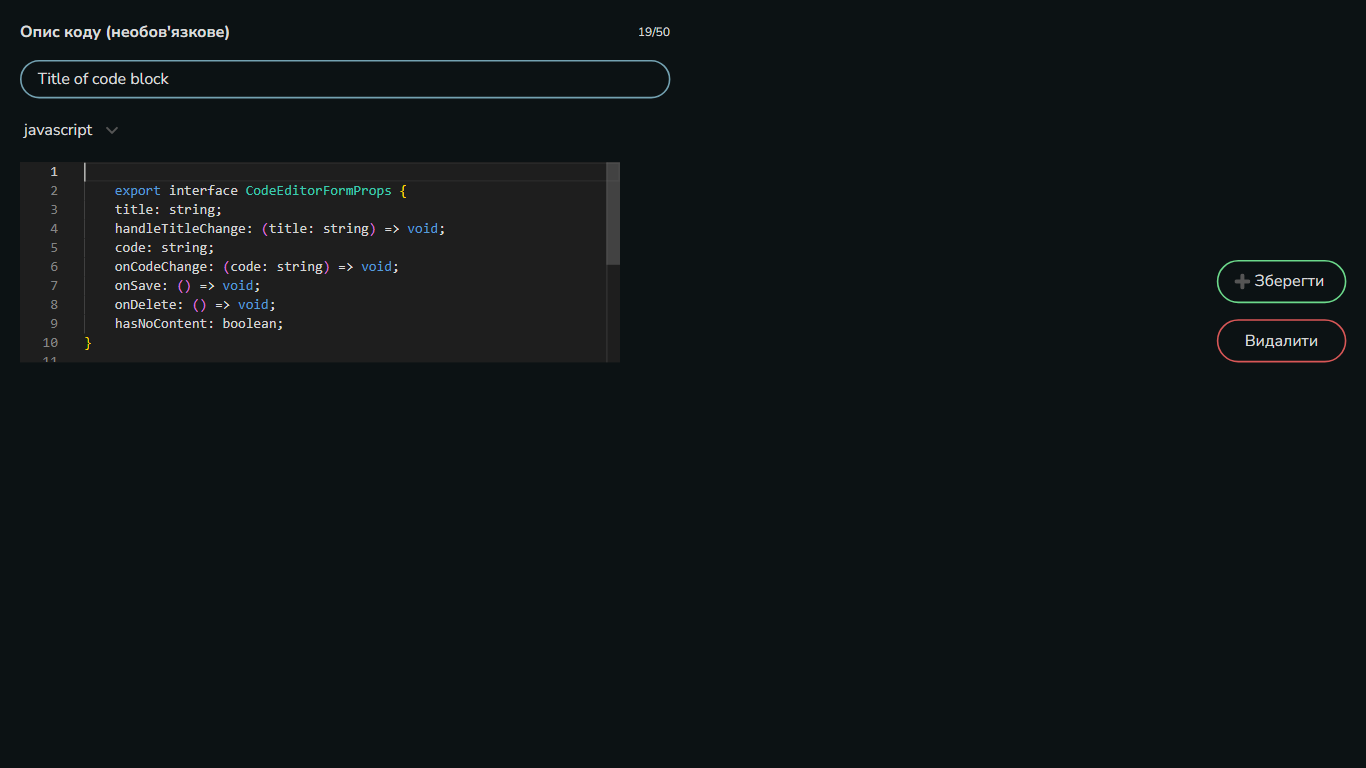 Опис коду (необов'язкове) 19/50
Title of code block
javascript
1
2 export interface CodeEditorFormProps {
3 title: string;
4 handleTitleChange: (title: string) => void;
5 code: string;
6 onCodeChange: (code: string) => void;
7 onSave: () => void;
8 onDelete: () => void;
9 hasNoContent: boolean;
10 }
11
Зберегти
Видалити